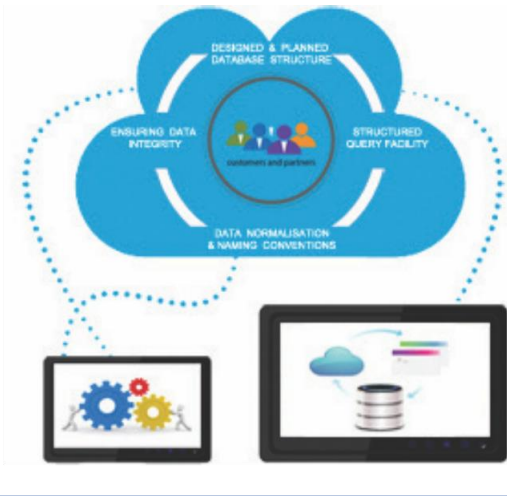 DESIGNED & PLANNED
DATABASE STRUCTURE
ENSURING DATA
INTEGRITY
STRUCTURED
QUERY FACILITY
customers and partners
DATA NORMALISATION
& NAMING CONVENTIONS